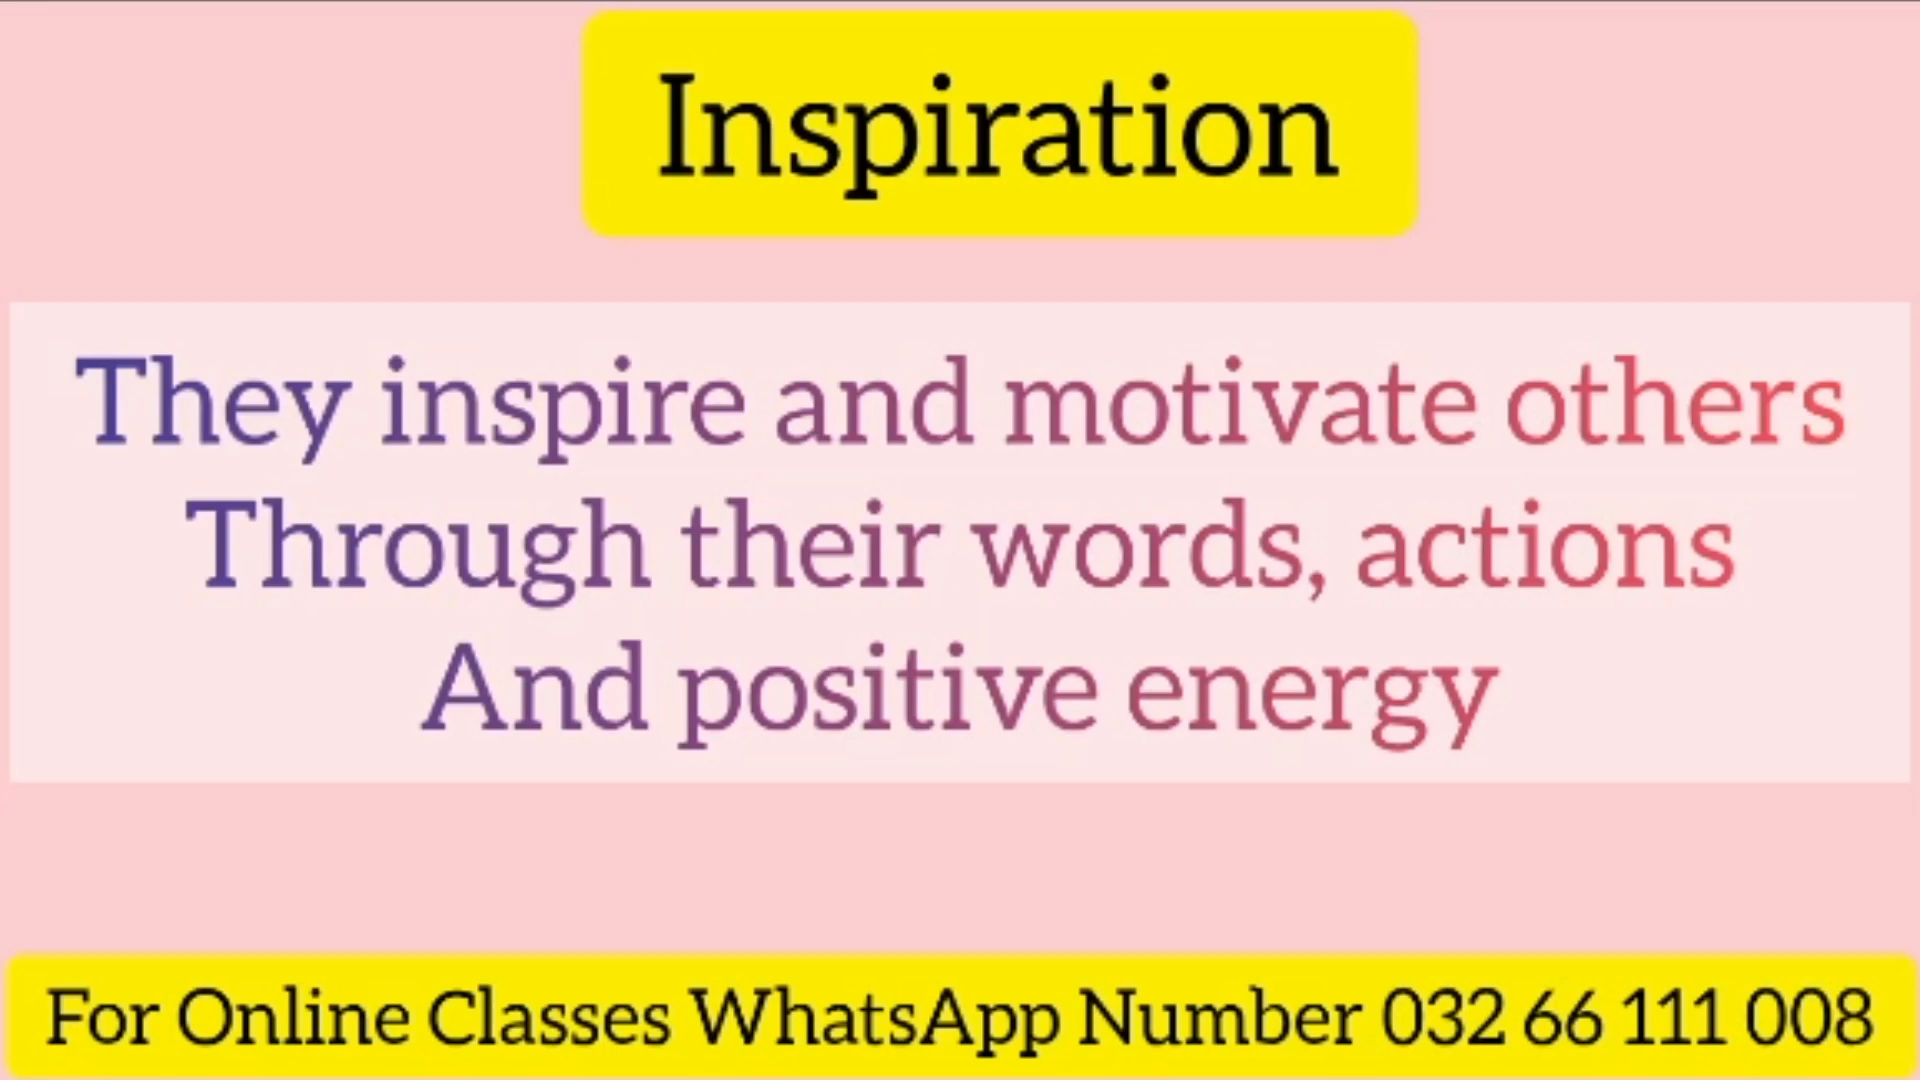 Inspiration
They inspire and motivate others
Through their words, actions
And positive energy
For Online Classes WhatsApp Number 032 66 111 008